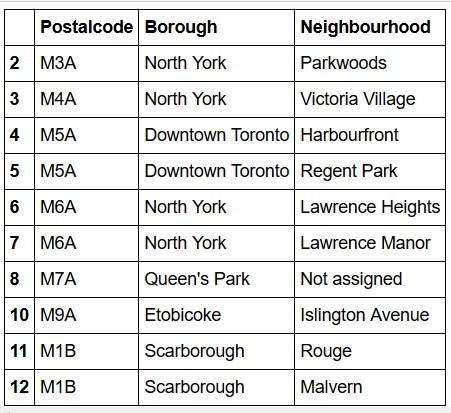 Postalcode Borough Neighbourhood
2 M3A North York Parkwoods
3 M4A North York Victoria Village
4 M5A Downtown Toronto Harbourfront
5 M5A Downtown Toronto Regent Park
6 M6A North York Lawrence Heights
7 M6A North York Lawrence Manor
8 M7A Queen's Park Not assigned
10 M9A Etobicoke Islington Avenue
11 M1B Scarborough Rouge
12 M1B Scarborough Malvern